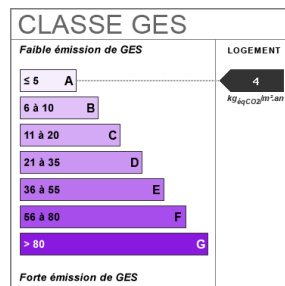 CLASSE GES
Faible émission de GES
LOGEMENT
≤ 5 A
4
kgéqCO2/m².an
6 à 10 B
11 à 20 C
21 à 35 D
36 à 55 E
56 à 80 F
> 80 G
Forte émission de GES